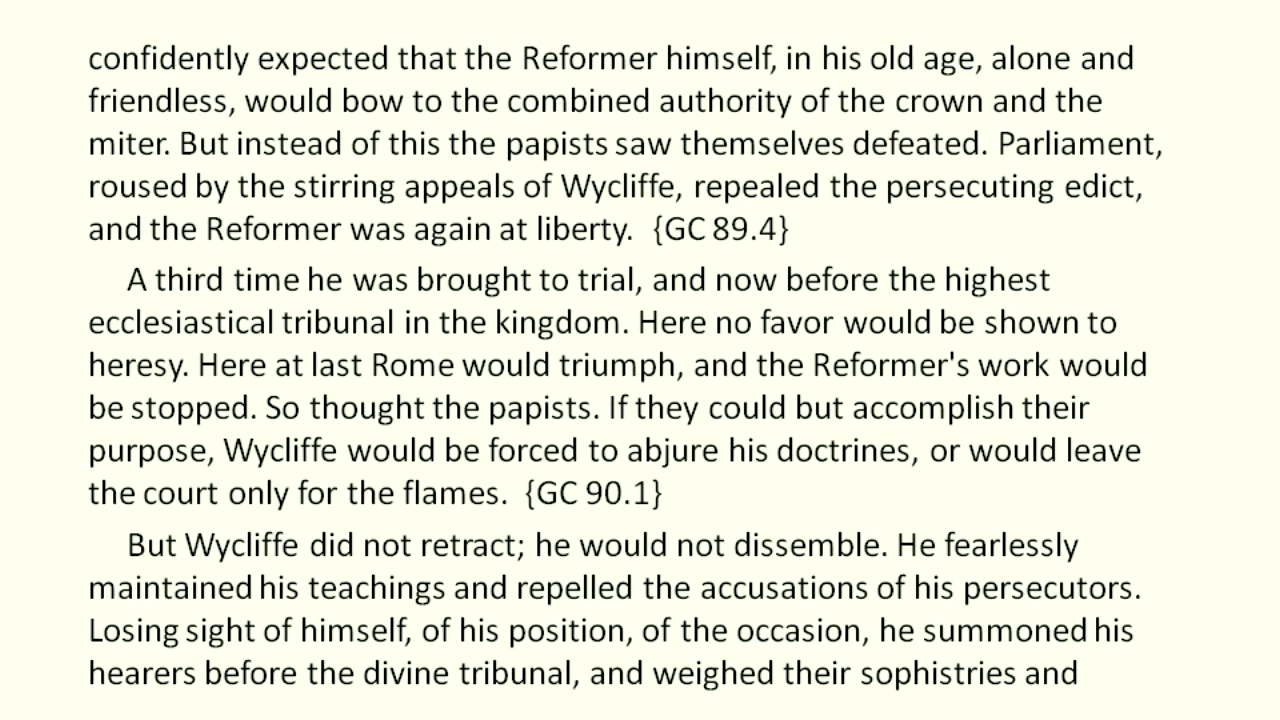 confidently expected that the Reformer himself, in his old age, alone and
friendless, would bow to the combined authority of the crown and the
miter. But instead of this the papists saw themselves defeated. Parliament,
roused by the stirring appeals of Wycliffe, repealed the persecuting edict,
and the Reformer was again at liberty.  {GC 89.4}
A third time he was brought to trial, and now before the highest
ecclesiastical tribunal in the kingdom. Here no favor would be shown to
heresy. Here at last Rome would triumph, and the Reformer's work would
be stopped. So thought the papists. If they could but accomplish their
purpose, Wycliffe would be forced to abjure his doctrines, or would leave
the court only for the flames.  {GC 90.1}
But Wycliffe did not retract; he would not dissemble. He fearlessly
maintained his teachings and repelled the accusations of his persecutors.
Losing sight of himself, of his position, of the occasion, he summoned his
hearers before the divine tribunal, and weighed their sophistries and